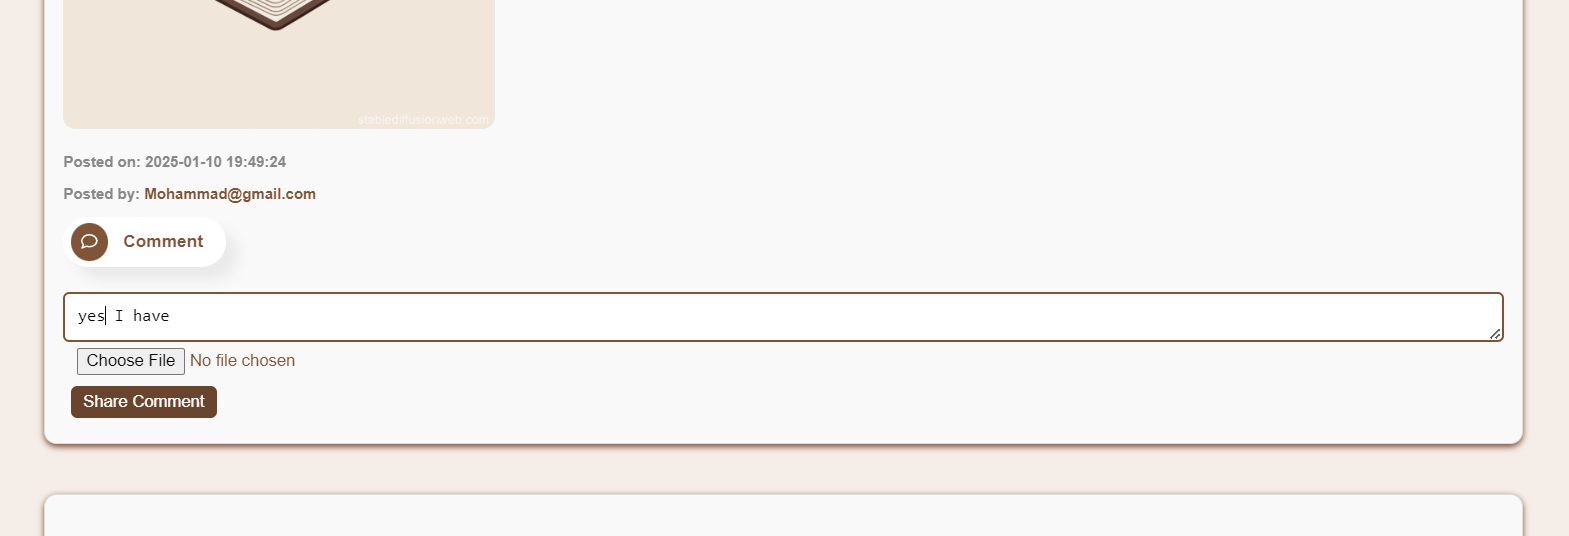 stablediffusionweb.com
Posted on: 2025-01-10 19:49:24
Posted by: Mohammad@gmail.com
Comment
yes I have
Choose File No file chosen
Share Comment